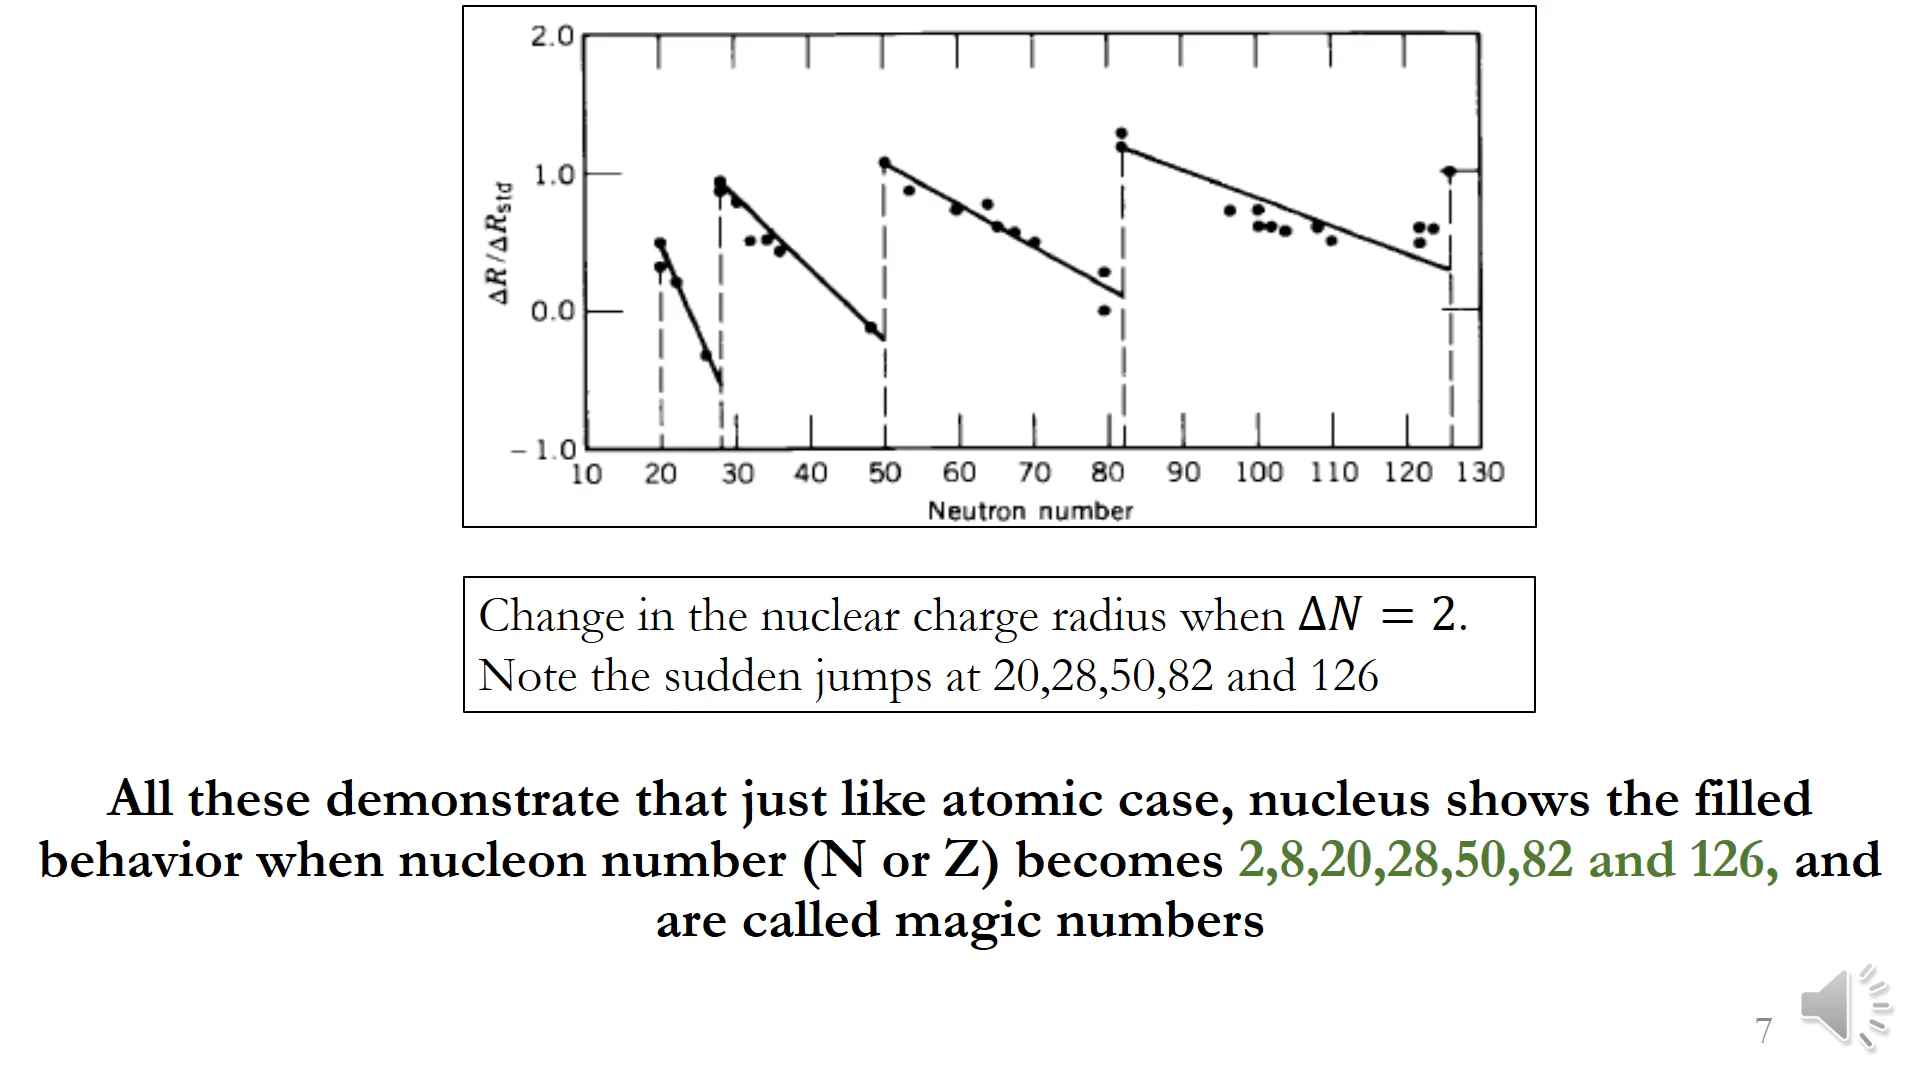 2.0
1.0
0.0
−1.0
ΔR/ΔRstd
10 20 30 40 50 60 70 80 90 100 110 120 130
Neutron number
Change in the nuclear charge radius when Δ𝑁 = 2.
Note the sudden jumps at 20,28,50,82 and 126
All these demonstrate that just like atomic case, nucleus shows the filled
behavior when nucleon number (N or Z) becomes 2,8,20,28,50,82 and 126, and
are called magic numbers
7